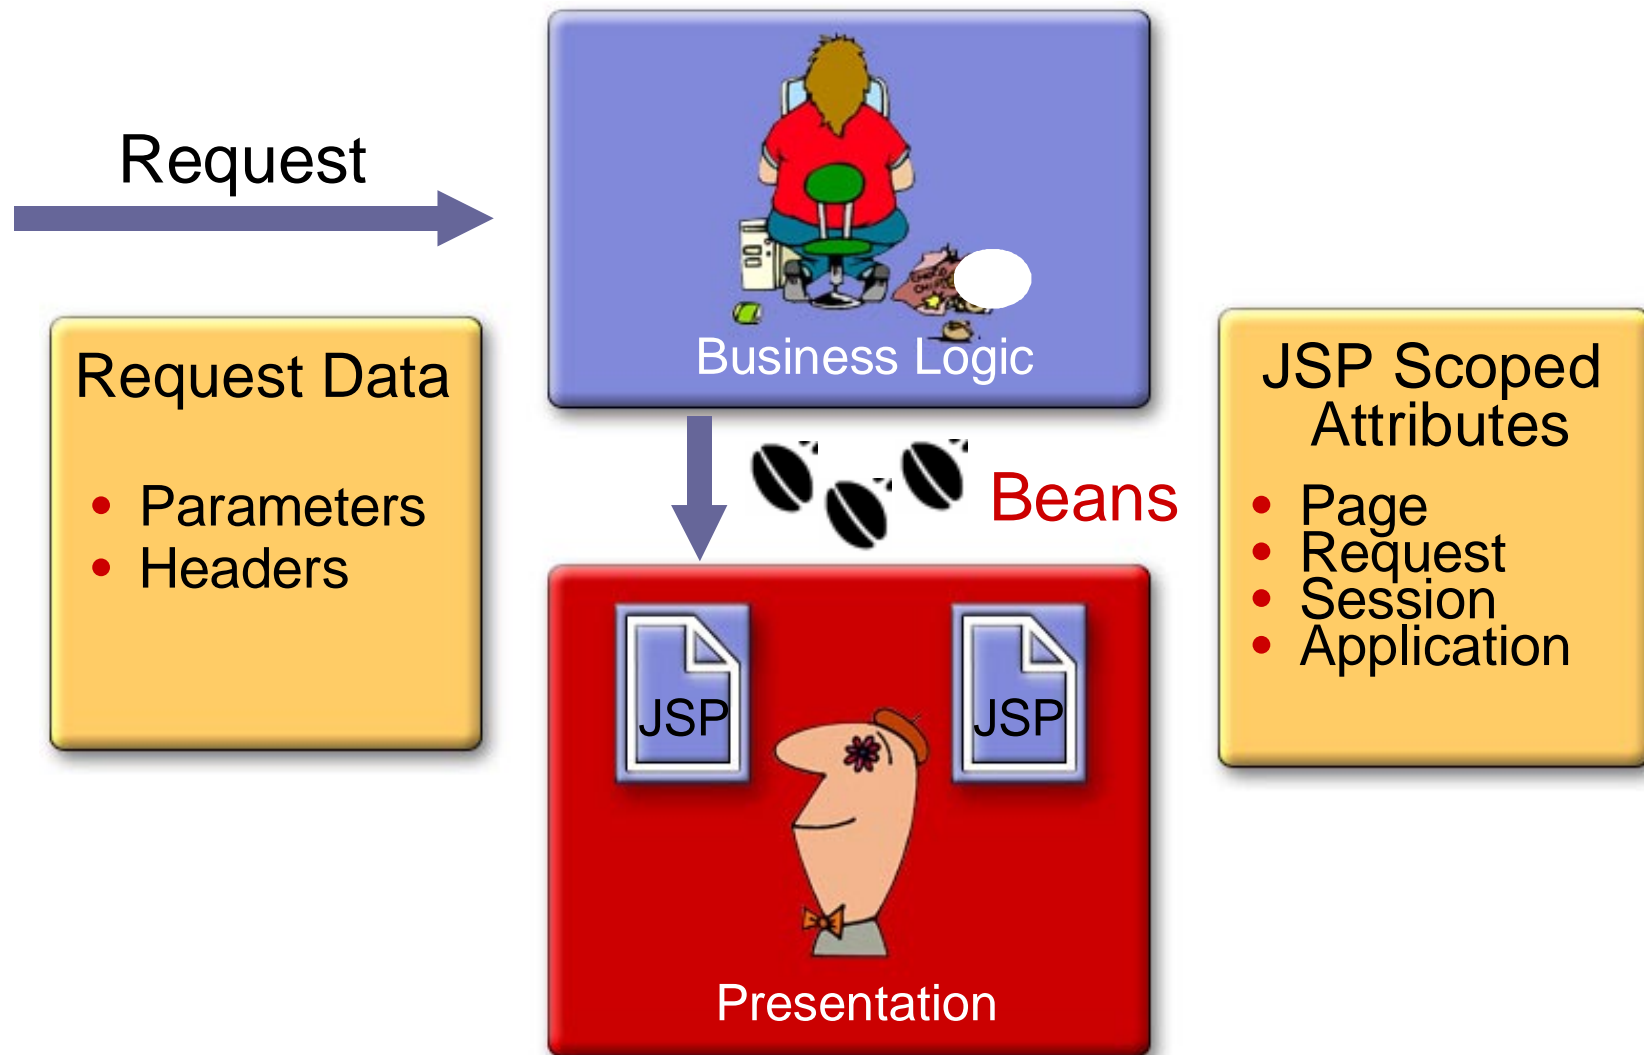 Request
Business Logic
Request Data
Parameters
Headers
JSP Scoped
Attributes
Page
Request
Session
Application
Beans
JSP
JSP
Presentation